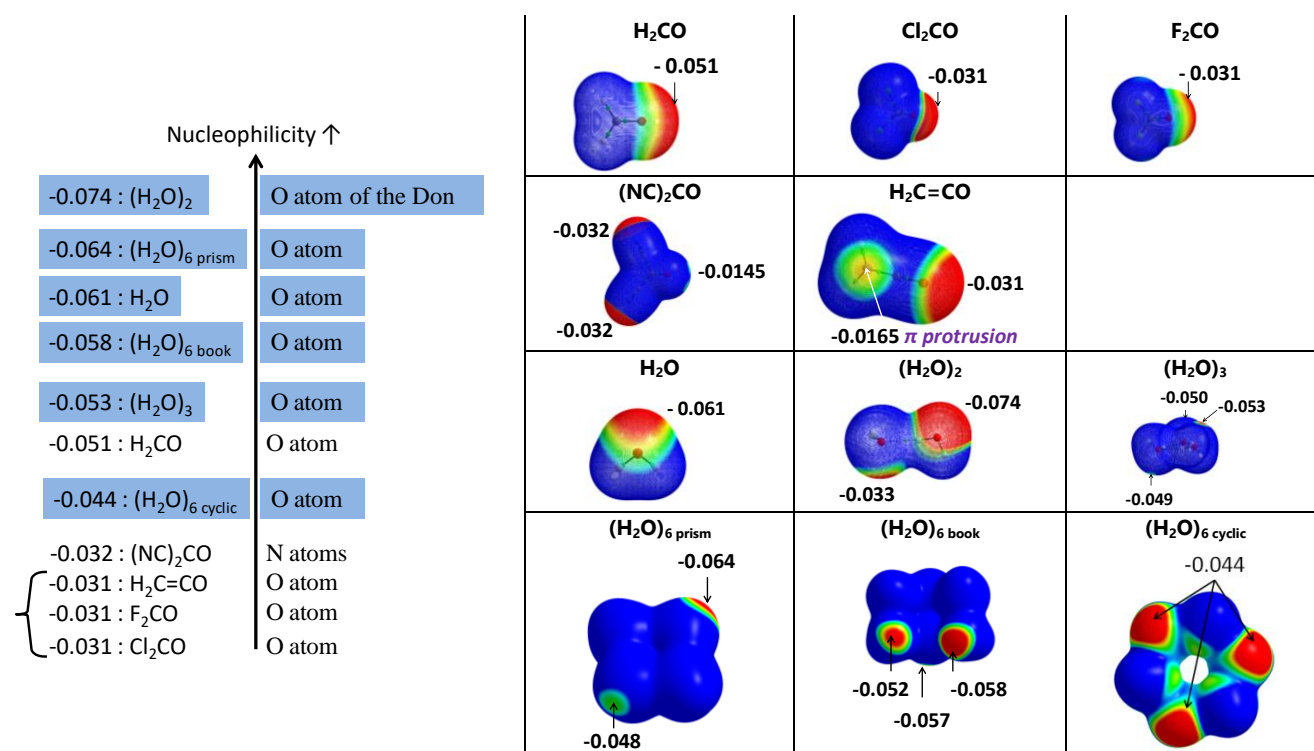 Nucleophilicity ↑
-0.074 : (H₂O)₂ O atom of the Don
-0.064 : (H₂O)₆ prism O atom
-0.061 : H₂O O atom
-0.058 : (H₂O)₆ book O atom
-0.053 : (H₂O)₃ O atom
-0.051 : H₂CO O atom
-0.044 : (H₂O)₆ cyclic O atom
-0.032 : (NC)₂CO N atoms
-0.031 : H₂C=CO O atom
-0.031 : F₂CO O atom
-0.031 : Cl₂CO O atom
H₂CO
- 0.051
Cl₂CO
-0.031
F₂CO
- 0.031
(NC)₂CO
-0.032
-0.0145
-0.032
H₂C=CO
-0.031
-0.0165 π protrusion
H₂O
- 0.061
(H₂O)₂
-0.074
-0.033
(H₂O)₃
-0.050
-0.053
-0.049
(H₂O)₆ prism
-0.064
-0.048
(H₂O)₆ book
-0.052
-0.058
-0.057
(H₂O)₆ cyclic
-0.044